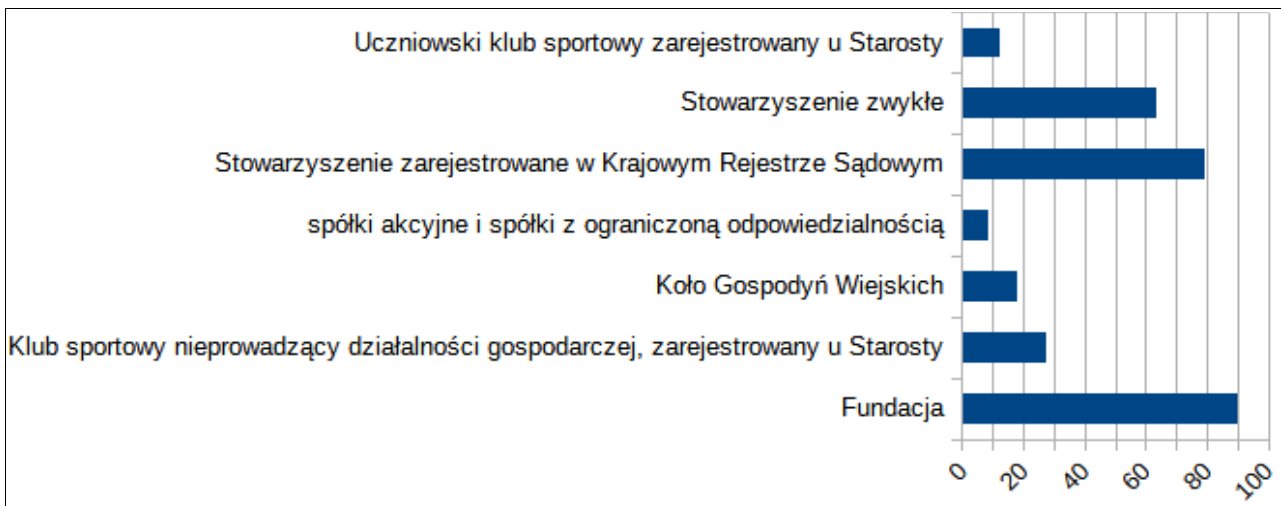 Uczniowski klub sportowy zarejestrowany u Starosty
Stowarzyszenie zwykłe
Stowarzyszenie zarejestrowane w Krajowym Rejestrze Sądowym
spółki akcyjne i spółki z ograniczoną odpowiedzialnością
Koło Gospodyń Wiejskich
Klub sportowy nieprowadzący działalności gospodarczej, zarejestrowany u Starosty
Fundacja
0 20 40 60 80 100